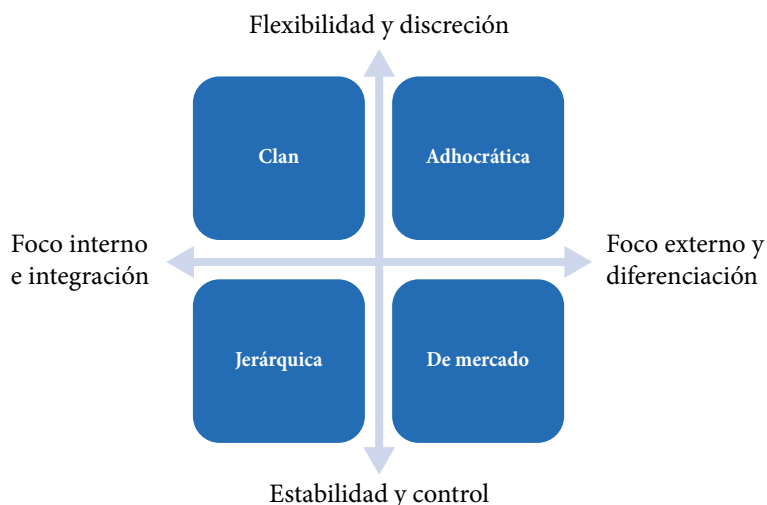 Flexibilidad y discreción
Clan
Adhocrática
Foco interno
e integración
Foco externo y
diferenciación
Jerárquica
De mercado
Estabilidad y control